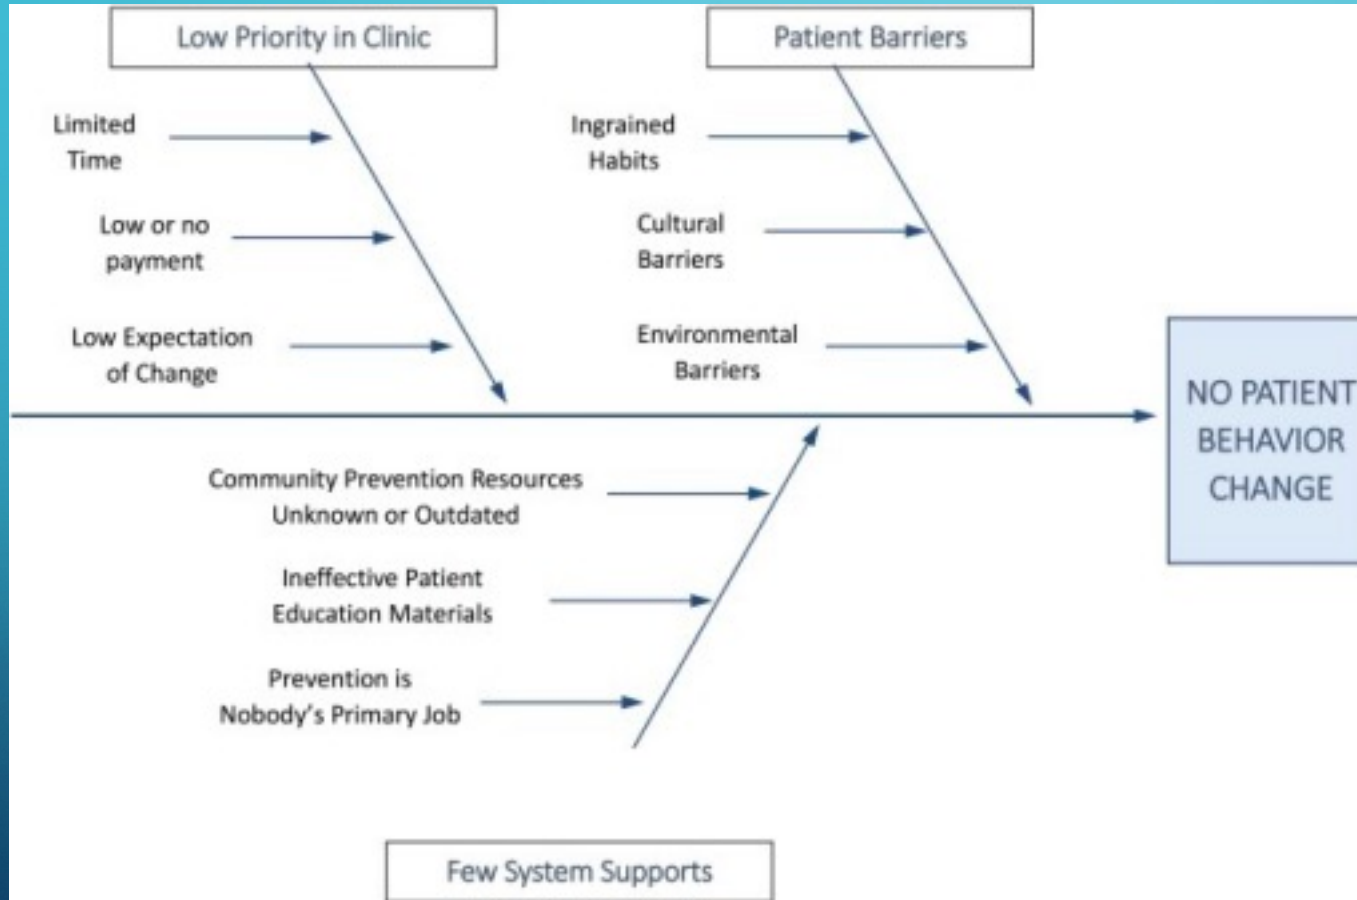 Low Priority in Clinic
Patient Barriers
Limited
Time
Low or no
payment
Low Expectation
of Change
Ingrained
Habits
Cultural
Barriers
Environmental
Barriers
NO PATIENT
BEHAVIOR
CHANGE
Community Prevention Resources
Unknown or Outdated
Ineffective Patient
Education Materials
Prevention is
Nobody's Primary Job
Few System Supports